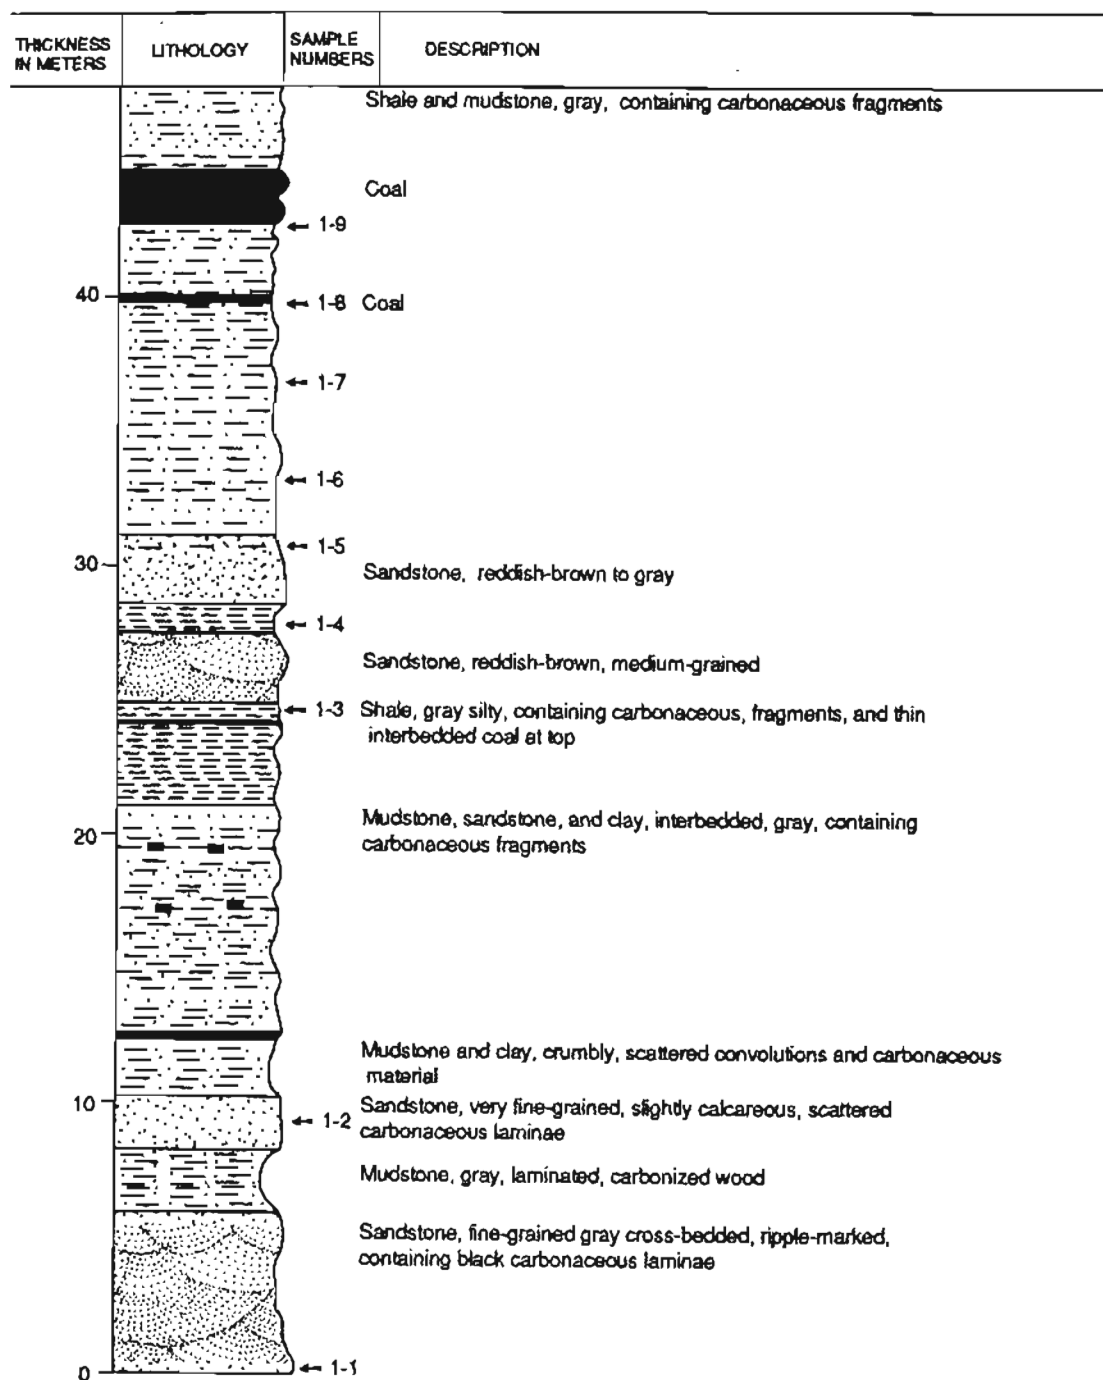 THICKNESS
IN METERS
LITHOLOGY
SAMPLE
NUMBERS
DESCRIPTION
Shale and mudstone, gray, containing carbonaceous fragments
Coal
1-9
40
1-8 Coal
1-7
1-6
1-5
30
Sandstone, reddish-brown to gray
1-4
Sandstone, reddish-brown, medium-grained
1-3 Shale, gray silty, containing carbonaceous, fragments, and thin
interbedded coal at top
20
Mudstone, sandstone, and clay, interbedded, gray, containing
carbonaceous fragments
Mudstone and clay, crumbly, scattered convolutions and carbonaceous
material
10
1-2 Sandstone, very fine-grained, slightly calcareous, scattered
carbonaceous laminae
Mudstone, gray, laminated, carbonized wood
Sandstone, fine-grained gray cross-bedded, ripple-marked,
containing black carbonaceous laminae
0
1-1